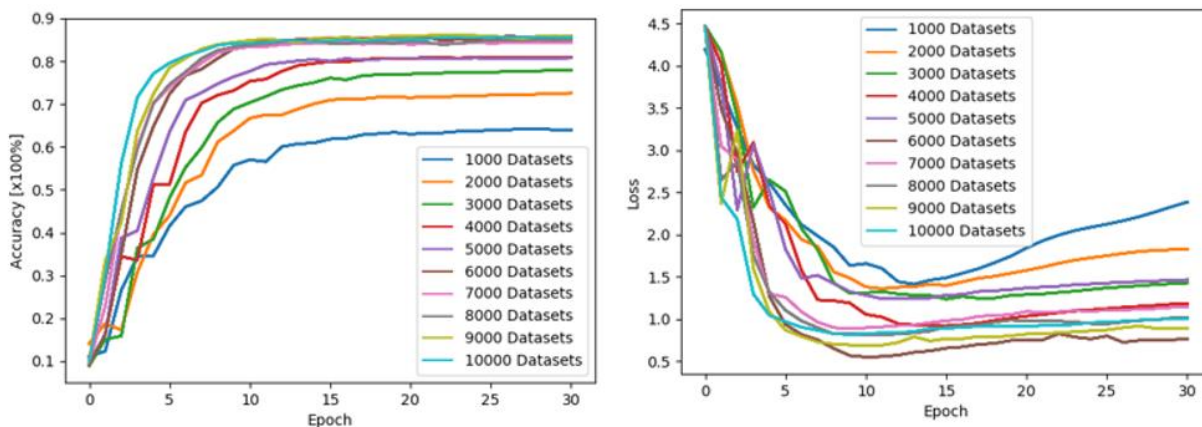 0.9
0.8
0.7
0.6
0.5
0.4
0.3
0.2
0.1
Accuracy [x100%]
1000 Datasets
2000 Datasets
3000 Datasets
4000 Datasets
5000 Datasets
6000 Datasets
7000 Datasets
8000 Datasets
9000 Datasets
10000 Datasets
0 5 10 15 20 25 30
Epoch
4.5
4.0
3.5
3.0
2.5
2.0
1.5
1.0
0.5
Loss
1000 Datasets
2000 Datasets
3000 Datasets
4000 Datasets
5000 Datasets
6000 Datasets
7000 Datasets
8000 Datasets
9000 Datasets
10000 Datasets
0 5 10 15 20 25 30
Epoch